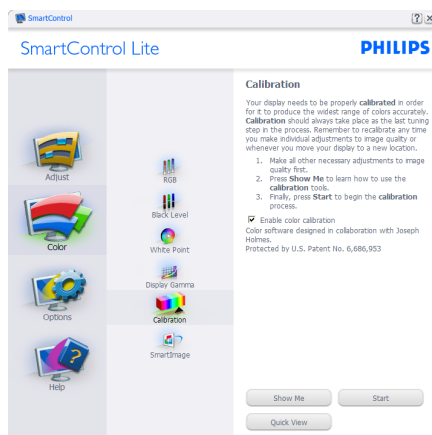 SmartControl
SmartControl Lite
PHILIPS
Adjust
Color
Options
Help
RGB
Black Level
White Point
Display Gamma
Calibration
SmartImage
Calibration
Your display needs to be properly calibrated in order
for it to produce the widest range of colors accurately.
Calibration should always take place as the last tuning
step in the process. Remember to recalibrate any time
you make individual adjustments to image quality or
whenever you move your display to a new location.
1. Make all other necessary adjustments to image
quality first.
2. Press Show Me to learn how to use the
calibration tools.
3. Finally, press Start to begin the calibration
process.
Enable color calibration
Color software designed in collaboration with Joseph
Holmes.
Protected by U.S. Patent No. 6,686,953
Show Me
Start
Quick View